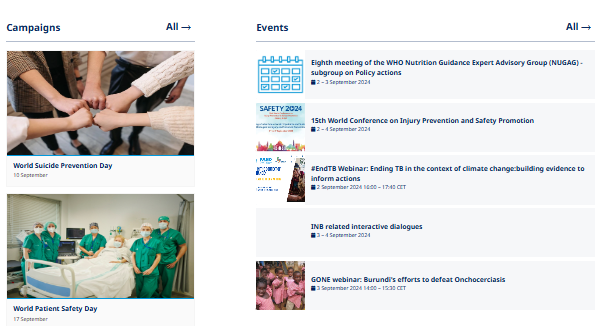 Campaigns
All →
World Suicide Prevention Day
10 September
World Patient Safety Day
17 September
Events
All →
Eighth meeting of the WHO Nutrition Guidance Expert Advisory Group (NUGAG) -
subgroup on Policy actions
2 – 3 September 2024
SAFETY 2024
15th World Conference on Injury Prevention and Safety Promotion
2 – 4 September 2024
#EndTB Webinar: Ending TB in the context of climate change:building evidence to
inform actions
2 September 2024 16:00 – 17:40 CET
INB related interactive dialogues
3 – 4 September 2024
GONE webinar: Burundi's efforts to defeat Onchocerciasis
3 September 2024 14:00 – 15:30 CET